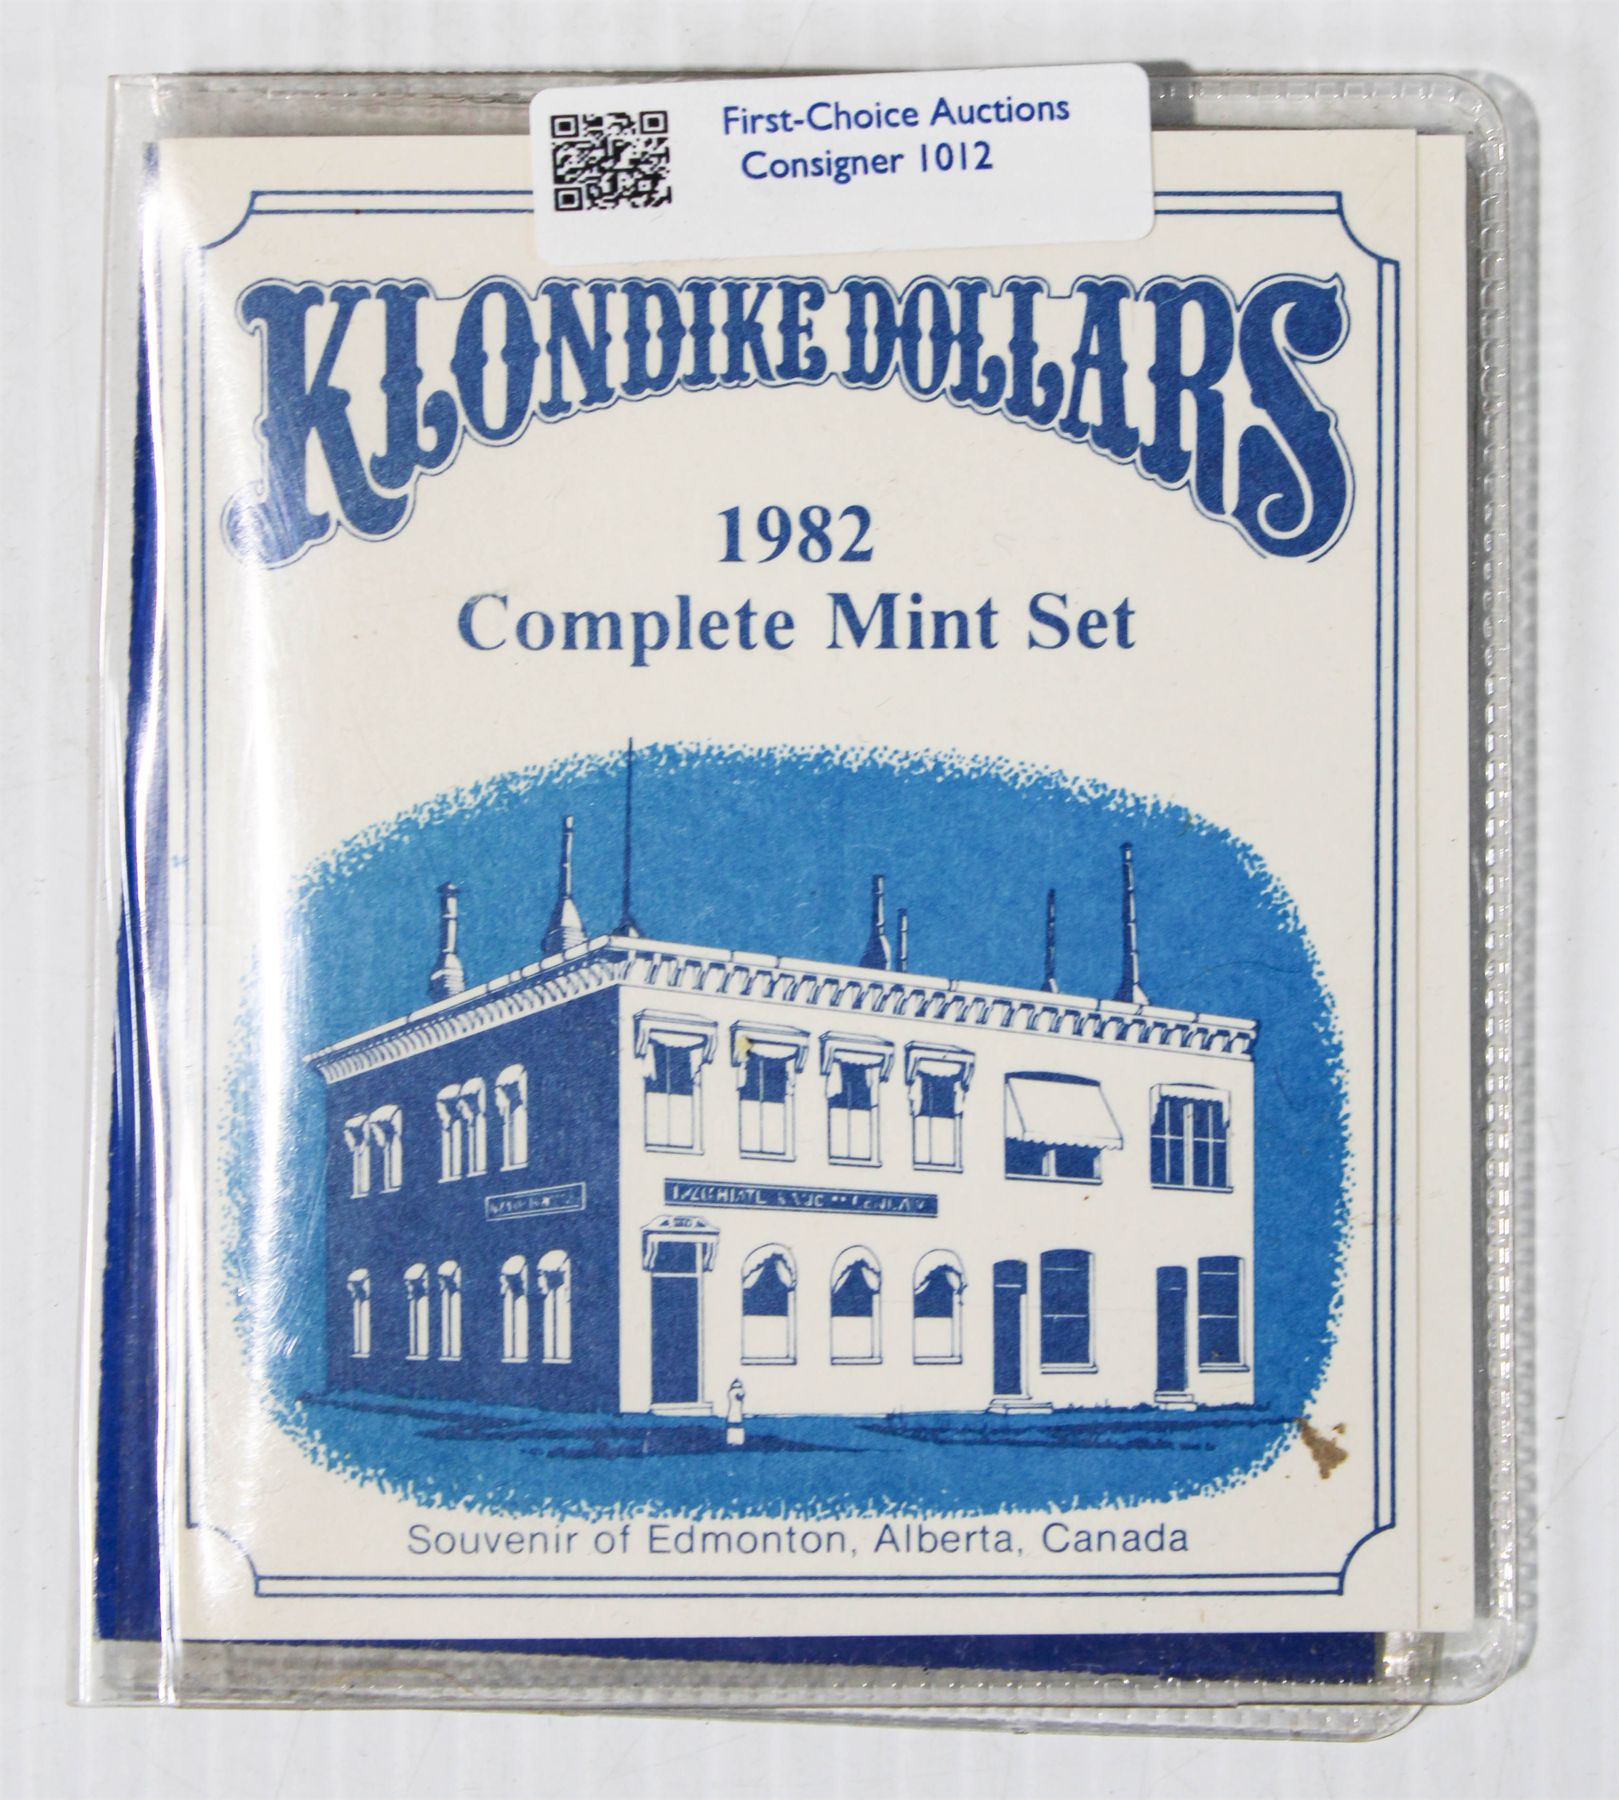 First-Choice Auctions
Consigner 1012
KLONDIKE DOLLARS
1982
Complete Mint Set
Souvenir of Edmonton, Alberta, Canada